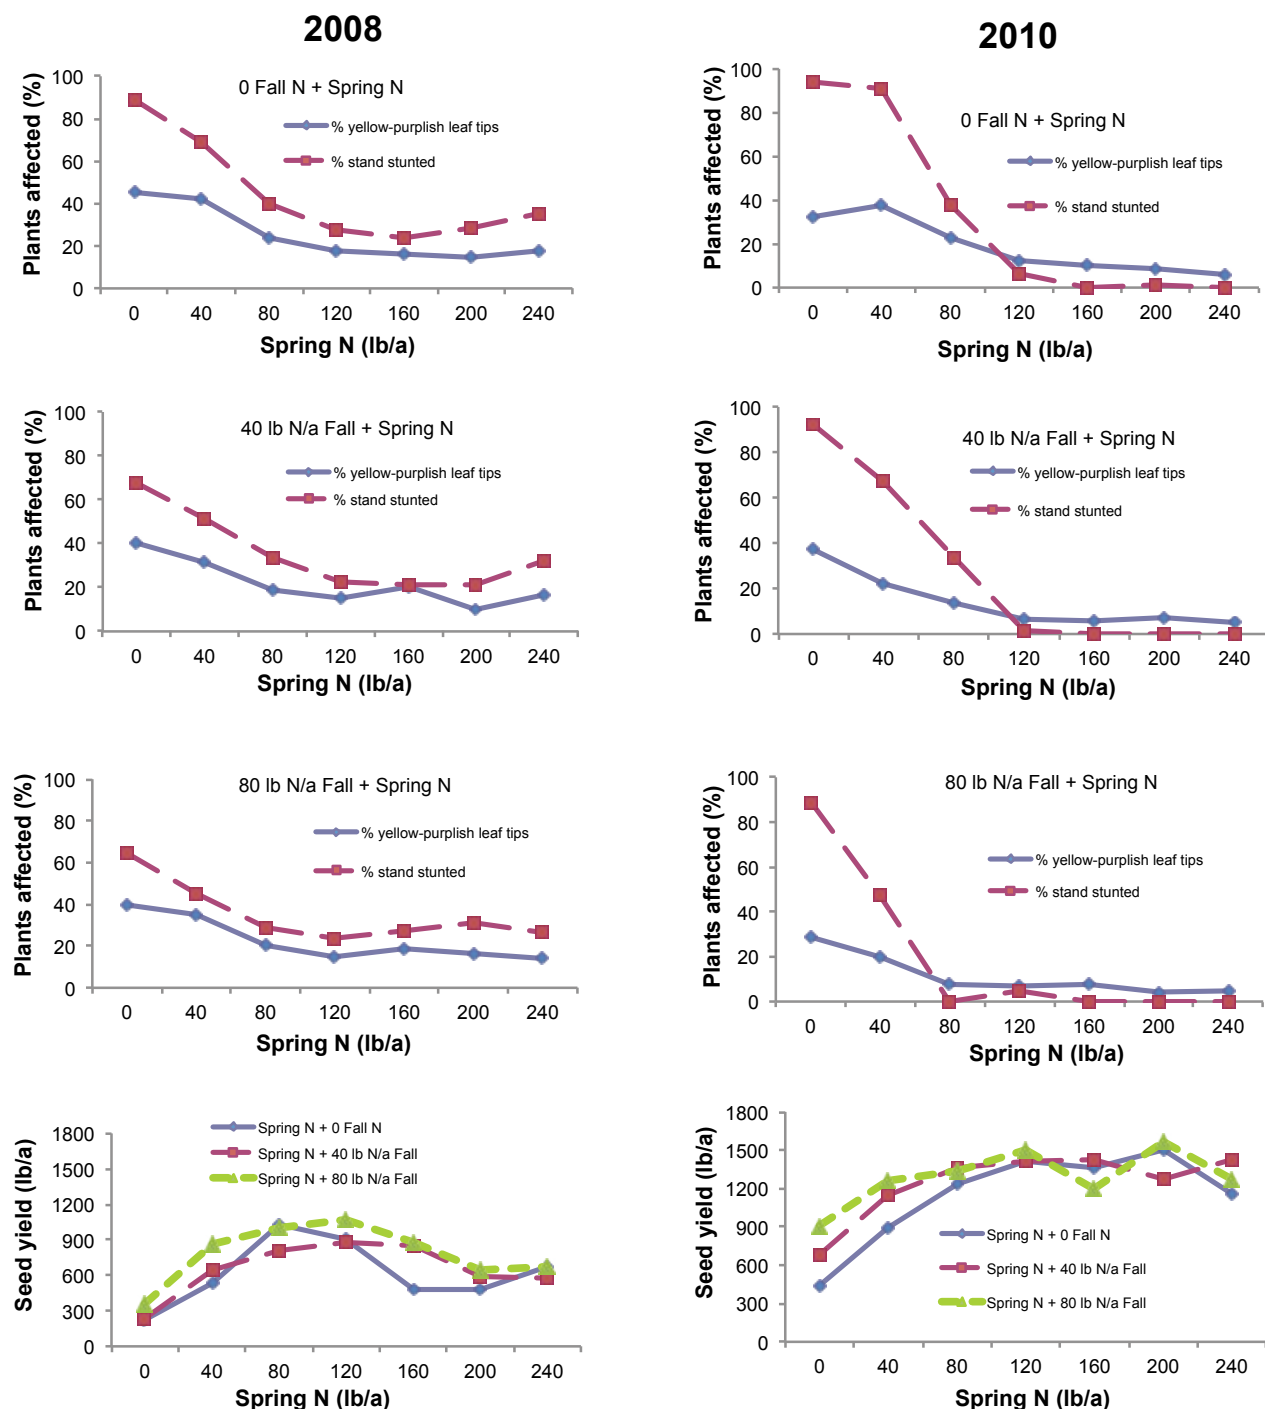 2008
2010
0 Fall N + Spring N
% yellow-purplish leaf tips
% stand stunted
Plants affected (%)
100
80
60
40
20
0
0 40 80 120 160 200 240
Spring N (lb/a)
0 Fall N + Spring N
% yellow-purplish leaf tips
% stand stunted
Plants affected (%)
100
80
60
40
20
0
0 40 80 120 160 200 240
Spring N (lb/a)
40 lb N/a Fall + Spring N
% yellow-purplish leaf tips
% stand stunted
Plants affected (%)
100
80
60
40
20
0
0 40 80 120 160 200 240
Spring N (lb/a)
40 lb N/a Fall + Spring N
% yellow-purplish leaf tips
% stand stunted
Plants affected (%)
100
80
60
40
20
0
0 40 80 120 160 200 240
Spring N (lb/a)
80 lb N/a Fall + Spring N
% yellow-purplish leaf tips
% stand stunted
Plants affected (%)
100
80
60
40
20
0
0 40 80 120 160 200 240
Spring N (lb/a)
80 lb N/a Fall + Spring N
% yellow-purplish leaf tips
% stand stunted
Plants affected (%)
100
80
60
40
20
0
0 40 80 120 160 200 240
Spring N (lb/a)
Spring N + 0 Fall N
Spring N + 40 lb N/a Fall
Spring N + 80 lb N/a Fall
Seed yield (lb/a)
1800
1500
1200
900
600
300
0
0 40 80 120 160 200 240
Spring N (lb/a)
Seed yield (lb/a)
1800
1500
1200
900
600
300
0
Spring N + 0 Fall N
Spring N + 40 lb N/a Fall
Spring N + 80 lb N/a Fall
0 40 80 120 160 200 240
Spring N (lb/a)